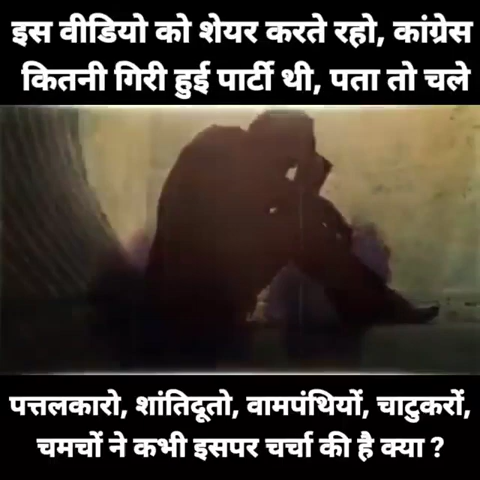 इस वीडियो को शेयर करते रहो, कांग्रेस
कितनी गिरी हुई पार्टी थी, पता तो चले
पत्तलकारो, शांतिदूतो, वामपंथियों, चाटुकरों,
चमचों ने कभी इसपर चर्चा की है क्या ?